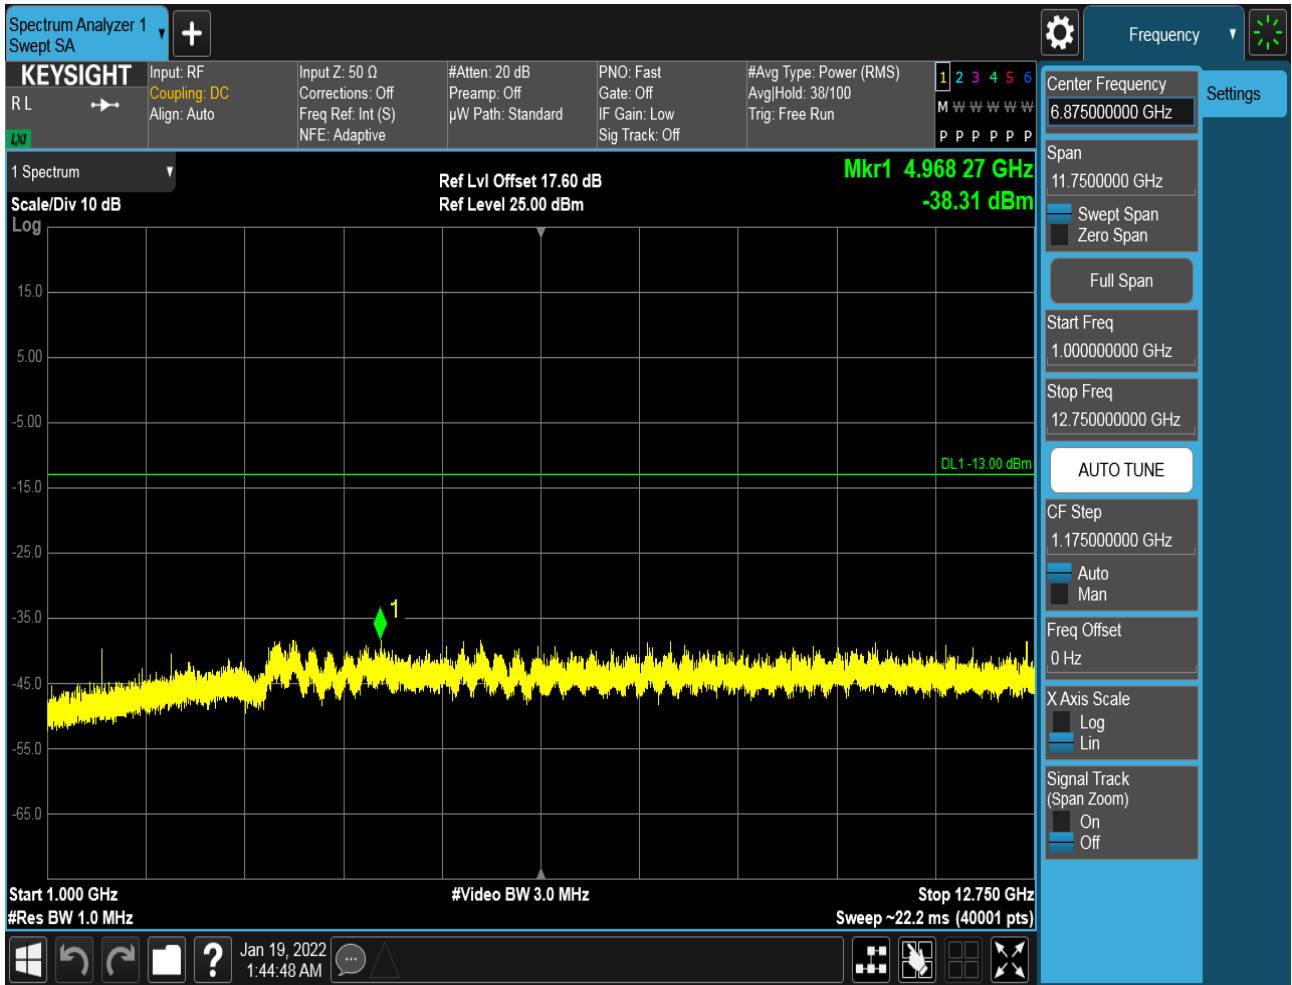 Spectrum Analyzer 1
Swept SA
Frequency
KEYSIGHT
R L
LXI
Input: RF
Coupling: DC
Align: Auto
Input Z: 50 Ω
Corrections: Off
Freq Ref: Int (S)
NFE: Adaptive
#Atten: 20 dB
Preamp: Off
µW Path: Standard
PNO: Fast
Gate: Off
IF Gain: Low
Sig Track: Off
#Avg Type: Power (RMS)
Avg|Hold: 38/100
Trig: Free Run
1 2 3 4 5 6
M W W W W W
P P P P P P
1 Spectrum
Scale/Div 10 dB
Log
Ref Lvl Offset 17.60 dB
Ref Level 25.00 dBm
Mkr1 4.968 27 GHz
-38.31 dBm
15.0
5.00
-5.00
-15.0
-25.0
-35.0
-45.0
-55.0
-65.0
DL1 -13.00 dBm
1
Start 1.000 GHz
#Res BW 1.0 MHz
#Video BW 3.0 MHz
Stop 12.750 GHz
Sweep ~22.2 ms (40001 pts)
Center Frequency
6.875000000 GHz
Settings
Span
11.7500000 GHz
Swept Span
Zero Span
Full Span
Start Freq
1.000000000 GHz
Stop Freq
12.750000000 GHz
AUTO TUNE
CF Step
1.175000000 GHz
Auto
Man
Freq Offset
0 Hz
X Axis Scale
Log
Lin
Signal Track
(Span Zoom)
On
Off
?
Jan 19, 2022
1:44:48 AM